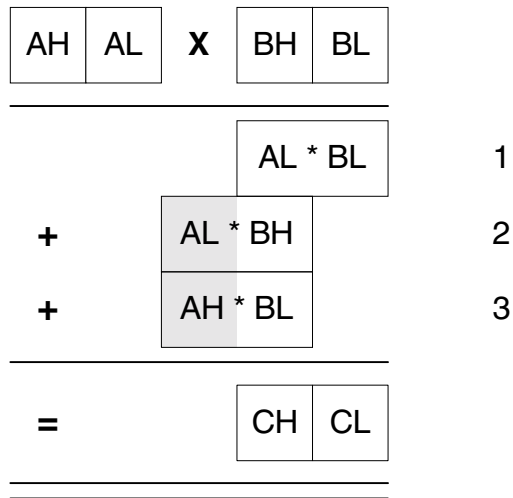 AH AL X BH BL
AL * BL 1
+ AL * BH 2
+ AH * BL 3
= CH CL